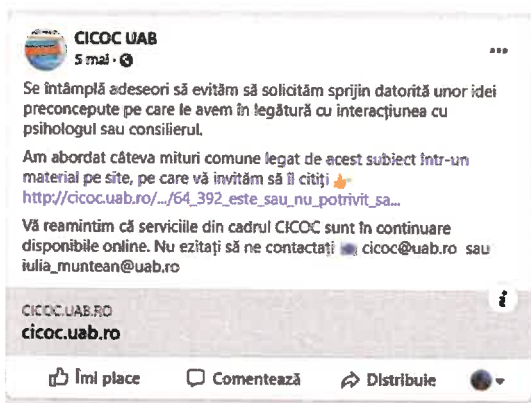 CICOC UAB
5 mai ·
Se întâmplă adeseori să evităm să solicităm sprijin datorită unor idei
preconcepute pe care le avem în legătură cu interacțiunea cu
psihologul sau consilierul.
Am abordat câteva mituri comune legat de acest subiect într-un
material pe site, pe care vă invităm să îl citiți 👉
http://cicoc.uab.ro/.../64_392_este_sau_nu_potrivit_sa...
Vă reamintim că serviciile din cadrul CICOC sunt în continuare
disponibile online. Nu ezitați să ne contactați cicoc@uab.ro sau
iulia_muntean@uab.ro
CICOC.UAB.RO
cicoc.uab.ro
Îmi place Comentează Distribuie